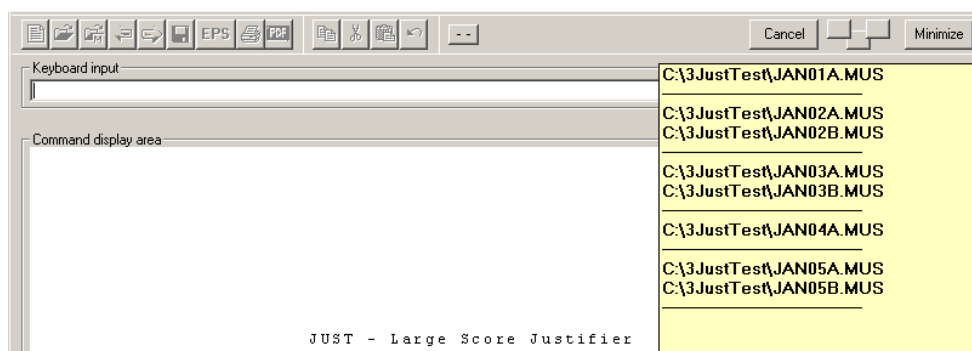 EPS PDF -- Cancel Minimize
Keyboard input
C:\3JustTest\JAN01A.MUS
C:\3JustTest\JAN02A.MUS
C:\3JustTest\JAN02B.MUS
Command display area
C:\3JustTest\JAN03A.MUS
C:\3JustTest\JAN03B.MUS
C:\3JustTest\JAN04A.MUS
C:\3JustTest\JAN05A.MUS
C:\3JustTest\JAN05B.MUS
JUST - Large Score Justifier